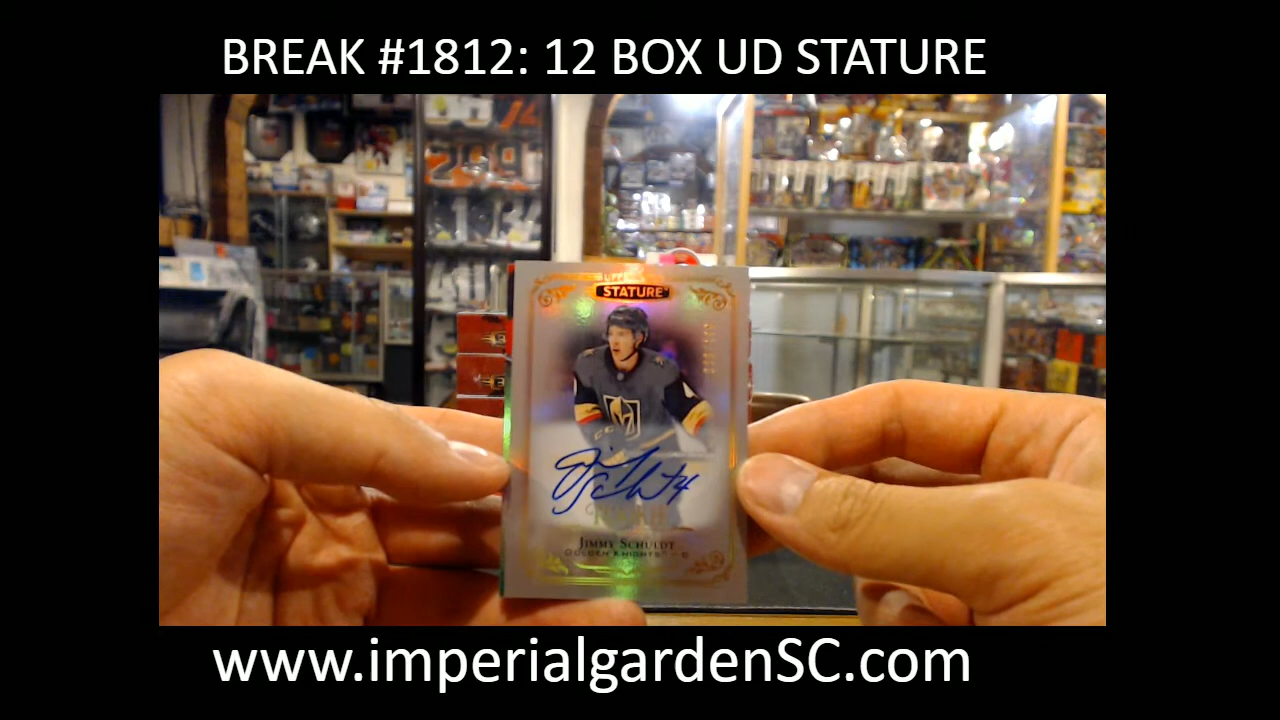 BREAK #1812: 12 BOX UD STATURE
STATURE
JIMMY SCHULDT
GOLDEN KNIGHTS® - D
www.imperialgardenSC.com